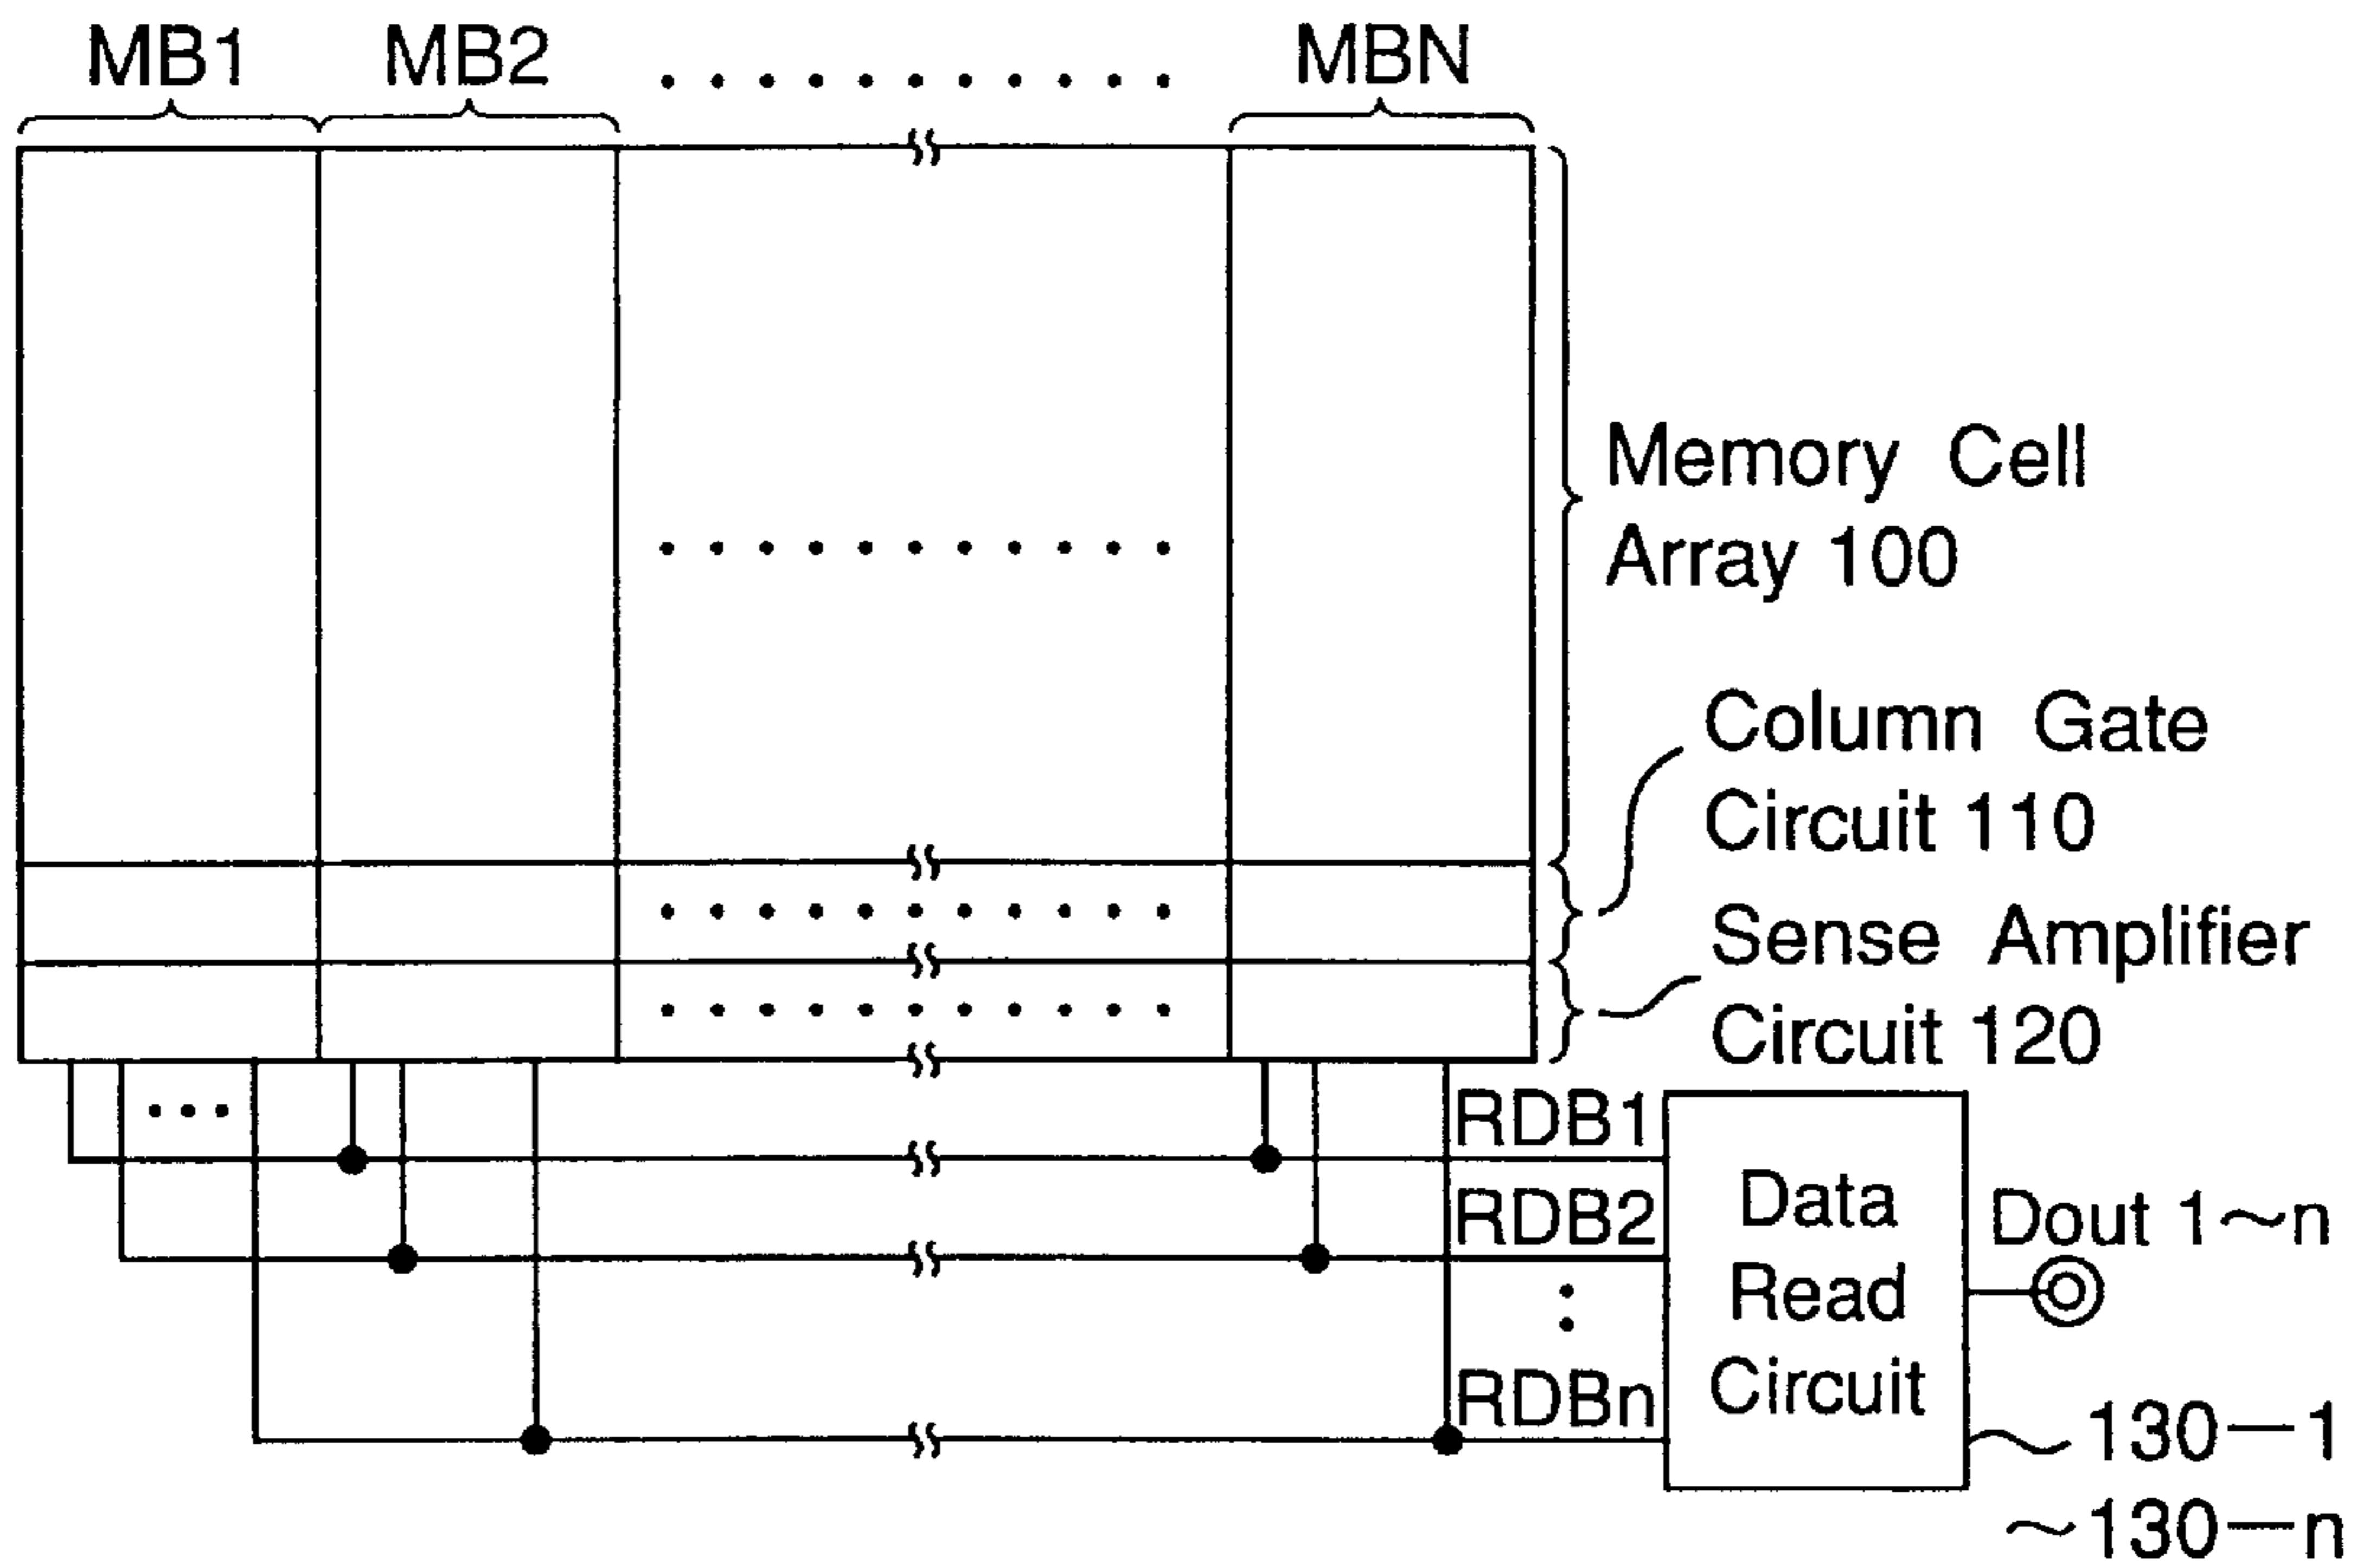 MB1 MB2 MBN
Memory Cell
Array 100
Column Gate
Circuit 110
Sense Amplifier
Circuit 120
RDB1
RDB2
RDBn
Data
Read
Circuit
Dout 1~n
130—1
~130—n